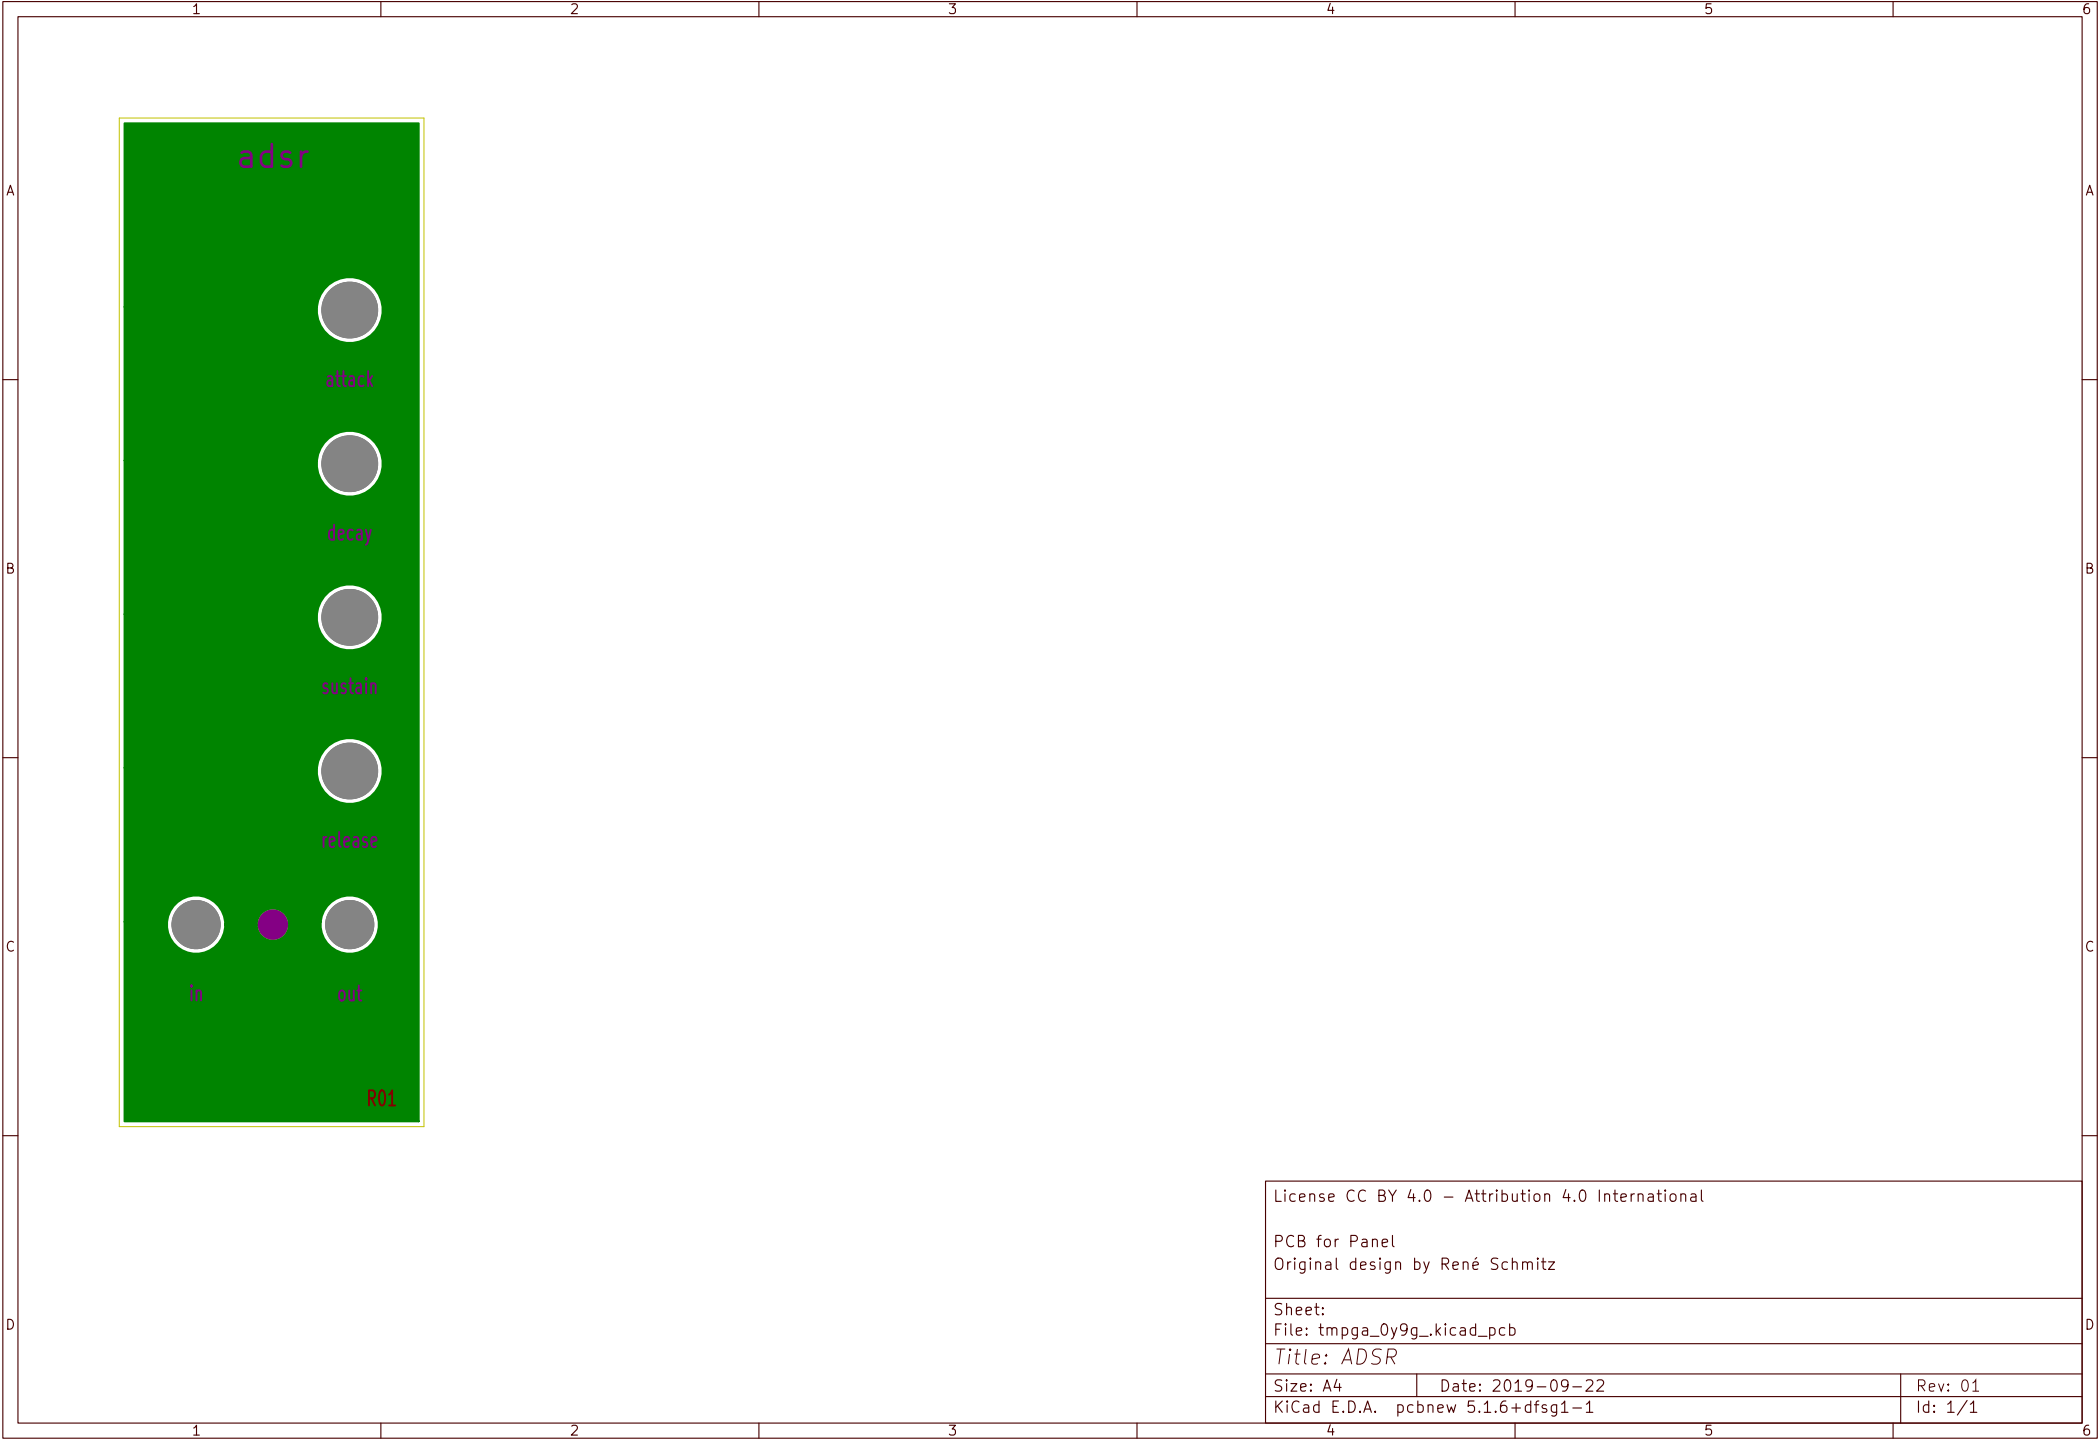 1 2 3 4 5 6
A A
B B
C C
D D
adsr
attack
decay
sustain
release
in out
R01
License CC BY 4.0 – Attribution 4.0 International
PCB for Panel
Original design by René Schmitz
Sheet:
File: tmpga_0y9g_.kicad_pcb
Title: ADSR
Size: A4 Date: 2019-09-22 Rev: 01
KiCad E.D.A. pcbnew 5.1.6+dfsg1-1 Id: 1/1
1 2 3 4 5 6